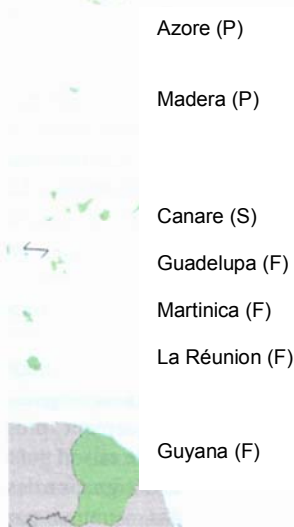 Azore (P)
Madera (P)
Canare (S)
Guadelupa (F)
Martinica (F)
La Réunion (F)
Guyana (F)